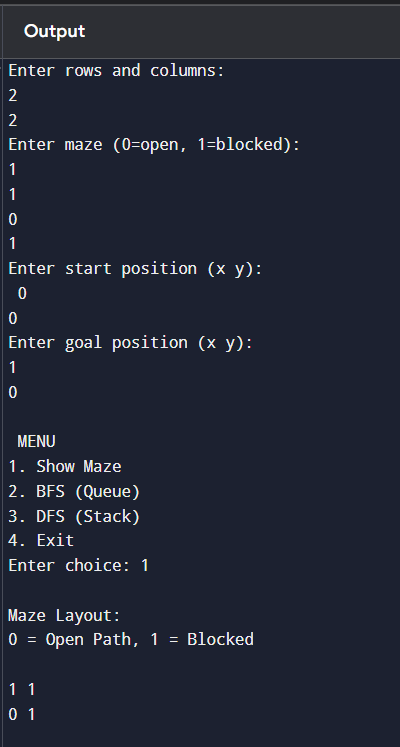 Output
Enter rows and columns:
2
2
Enter maze (0=open, 1=blocked):
1
1
0
1
Enter start position (x y):
0
0
Enter goal position (x y):
1
0
MENU
1. Show Maze
2. BFS (Queue)
3. DFS (Stack)
4. Exit
Enter choice: 1
Maze Layout:
0 = Open Path, 1 = Blocked
1 1
0 1